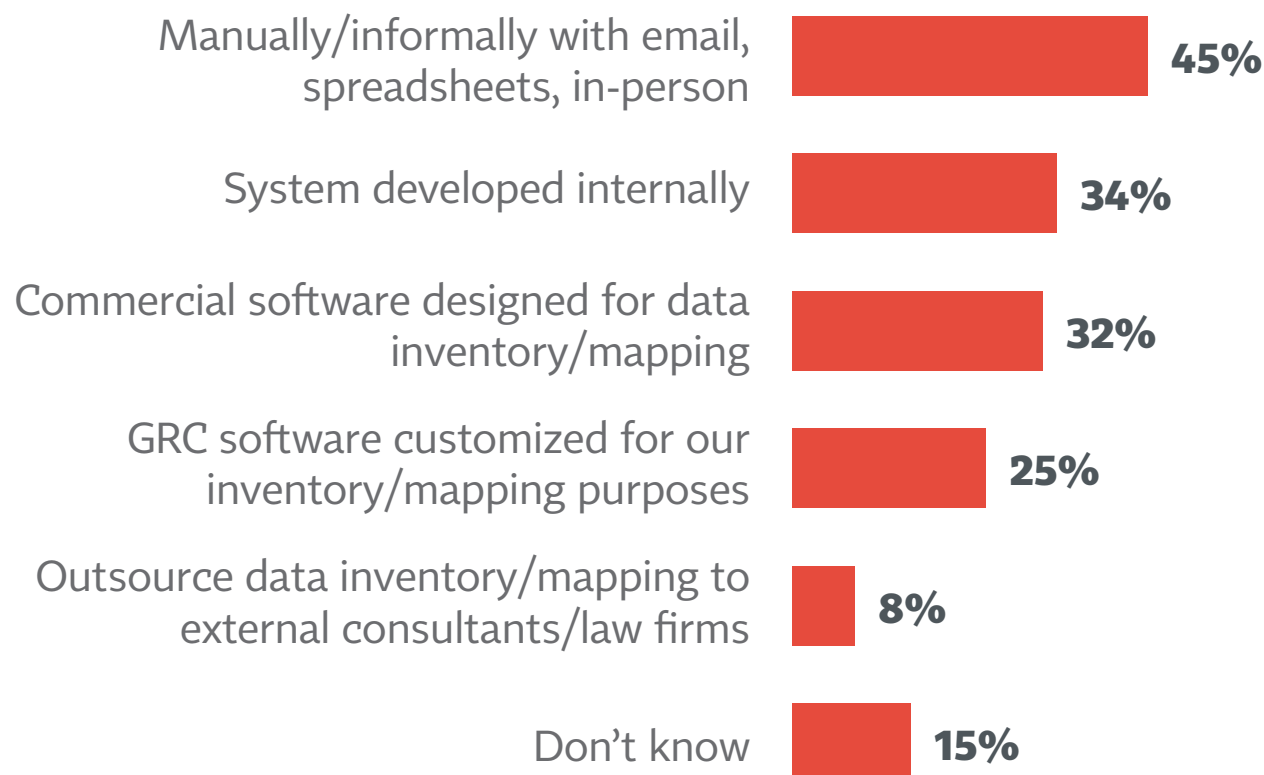 Manually/informally with email,
spreadsheets, in-person
45%
System developed internally
34%
Commercial software designed for data
inventory/mapping
32%
GRC software customized for our
inventory/mapping purposes
25%
Outsource data inventory/mapping to
external consultants/law firms
8%
Don’t know
15%